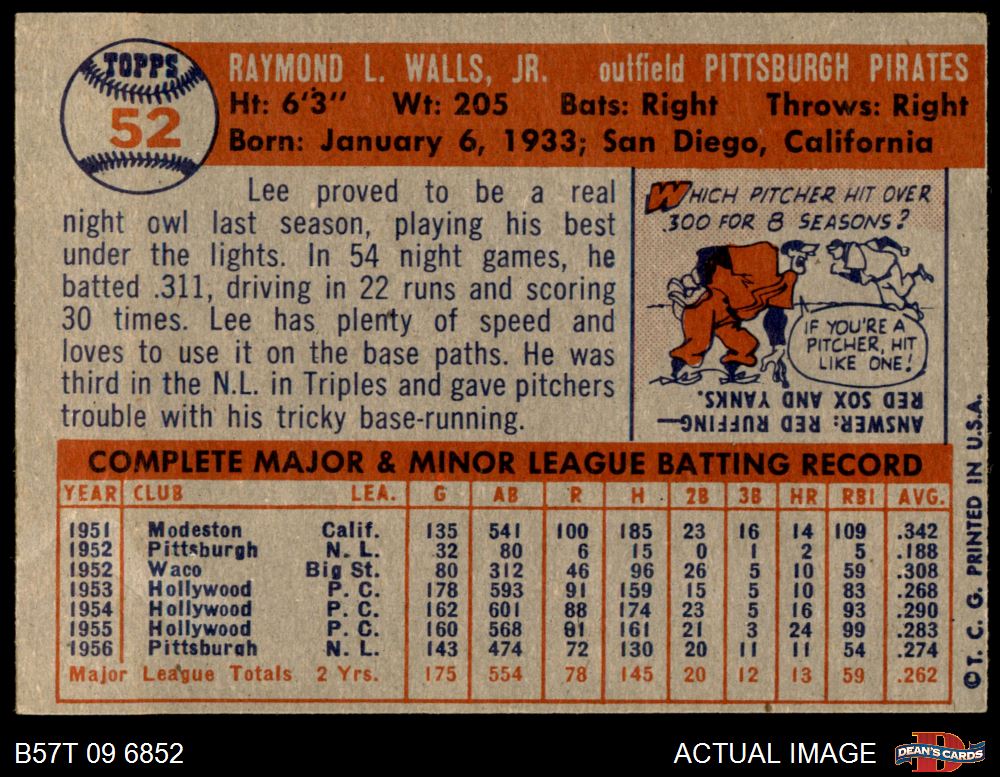 TOPPS
52
RAYMOND L. WALLS, JR. outfield PITTSBURGH PIRATES
Ht: 6'3" Wt: 205 Bats: Right Throws: Right
Born: January 6, 1933; San Diego, California
Lee proved to be a real
night owl last season, playing his best
under the lights. In 54 night games, he
batted .311, driving in 22 runs and scoring
30 times. Lee has plenty of speed and
loves to use it on the base paths. He was
third in the N.L. in Triples and gave pitchers
trouble with his tricky base-running.
WHICH PITCHER HIT OVER
.300 FOR 8 SEASONS?
IF YOU'RE A
PITCHER, HIT
LIKE ONE!
ANSWER: RED RUFFING—
RED SOX AND YANKS.
COMPLETE MAJOR & MINOR LEAGUE BATTING RECORD
YEAR CLUB LEA. G AB R H 2B 3B HR RBI AVG.
1951 Modeston Calif. 135 541 100 185 23 16 14 109 .342
1952 Pittsburgh N. L. 32 80 6 15 0 1 2 5 .188
1952 Waco Big St. 80 312 46 96 26 5 10 59 .308
1953 Hollywood P. C. 178 593 91 159 15 5 10 83 .268
1954 Hollywood P. C. 162 601 88 174 23 5 16 93 .290
1955 Hollywood P. C. 160 568 81 161 21 3 24 99 .283
1956 Pittsburgh N. L. 143 474 72 130 20 11 11 54 .274
Major League Totals 2 Yrs. 175 554 78 145 20 12 13 59 .262
©T. C. G. PRINTED IN U.S.A.
B57T 09 6852
ACTUAL IMAGE
DEAN'S CARDS